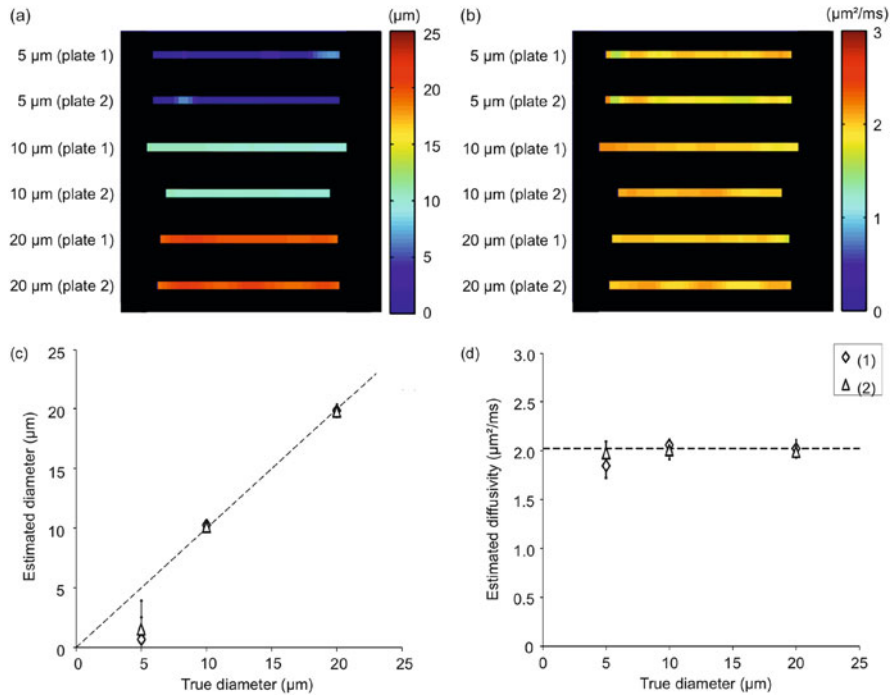 (a)
(µm)
5 µm (plate 1)
5 µm (plate 2)
10 µm (plate 1)
10 µm (plate 2)
20 µm (plate 1)
20 µm (plate 2)
25
20
15
10
5
0
(b)
(µm²/ms)
5 µm (plate 1)
5 µm (plate 2)
10 µm (plate 1)
10 µm (plate 2)
20 µm (plate 1)
20 µm (plate 2)
3
2
1
0
(c)
Estimated diameter (µm)
25
20
15
10
5
0
0 5 10 15 20 25
True diameter (µm)
(d)
Estimated diffusivity (µm²/ms)
3.0
2.5
2.0
1.5
1.0
0.5
0
0 5 10 15 20 25
True diameter (µm)
(1)
(2)